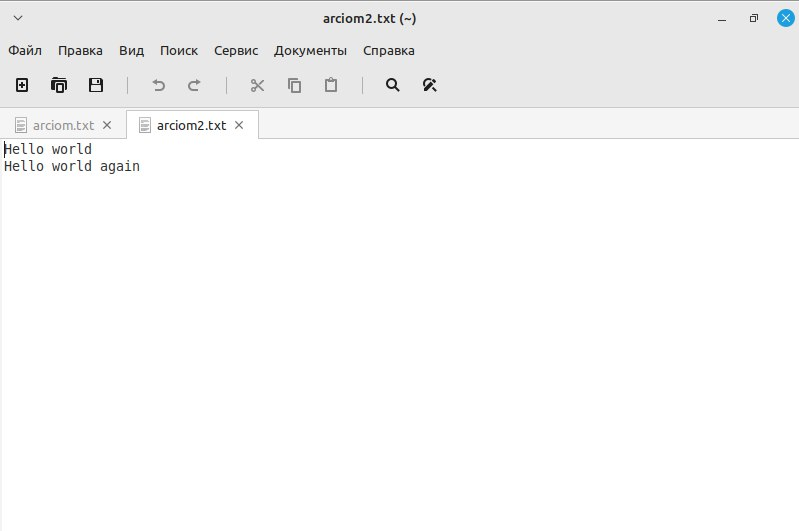 arciom2.txt (~)
Файл Правка Вид Поиск Сервис Документы Справка
arciom.txt arciom2.txt
Hello world
Hello world again